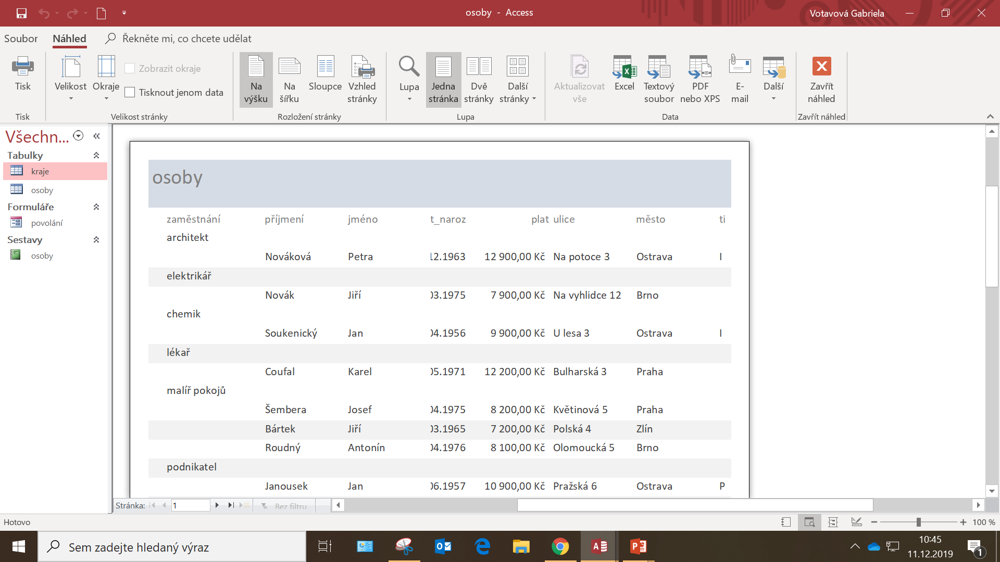 osoby - Access
Votavová Gabriela
Soubor
Náhled
Řekněte mi, co chcete udělat
Tisk
Velikost
Okraje
Zobrazit okraje
Tisknout jenom data
Na výšku
Na šířku
Sloupce
Vzhled stránky
Lupa
Jedna stránka
Dvě stránky
Další stránky
Aktualizovat vše
Excel
Textový soubor
PDF nebo XPS
E-mail
Další
Zavřít náhled
Tisk
Velikost stránky
Rozložení stránky
Lupa
Data
Zavřít náhled
Všechn...
Tabulky
kraje
osoby
Formuláře
povolání
Sestavy
osoby
osoby
zaměstnání příjmení jméno t_naroz plat ulice město ti
architekt
Nováková Petra 12.1963 12 900,00 Kč Na potoce 3 Ostrava I
elektrikář
Novák Jiří 03.1975 7 900,00 Kč Na vyhlidce 12 Brno
chemik
Soukenický Jan 04.1956 9 900,00 Kč U lesa 3 Ostrava I
lékař
Coufal Karel 05.1971 12 200,00 Kč Bulharská 3 Praha
malíř pokojů
Šembera Josef 04.1975 8 200,00 Kč Květinová 5 Praha
Bártek Jiří 03.1965 7 200,00 Kč Polská 4 Zlín
Roudný Antonín 04.1976 8 100,00 Kč Olomoucká 5 Brno
podnikatel
Janousek Jan 06.1957 10 900,00 Kč Pražská 6 Ostrava P
Stránka: 1 Bez filtru
Hotovo
100 %
Sem zadejte hledaný výraz
10:45
11.12.2019
1